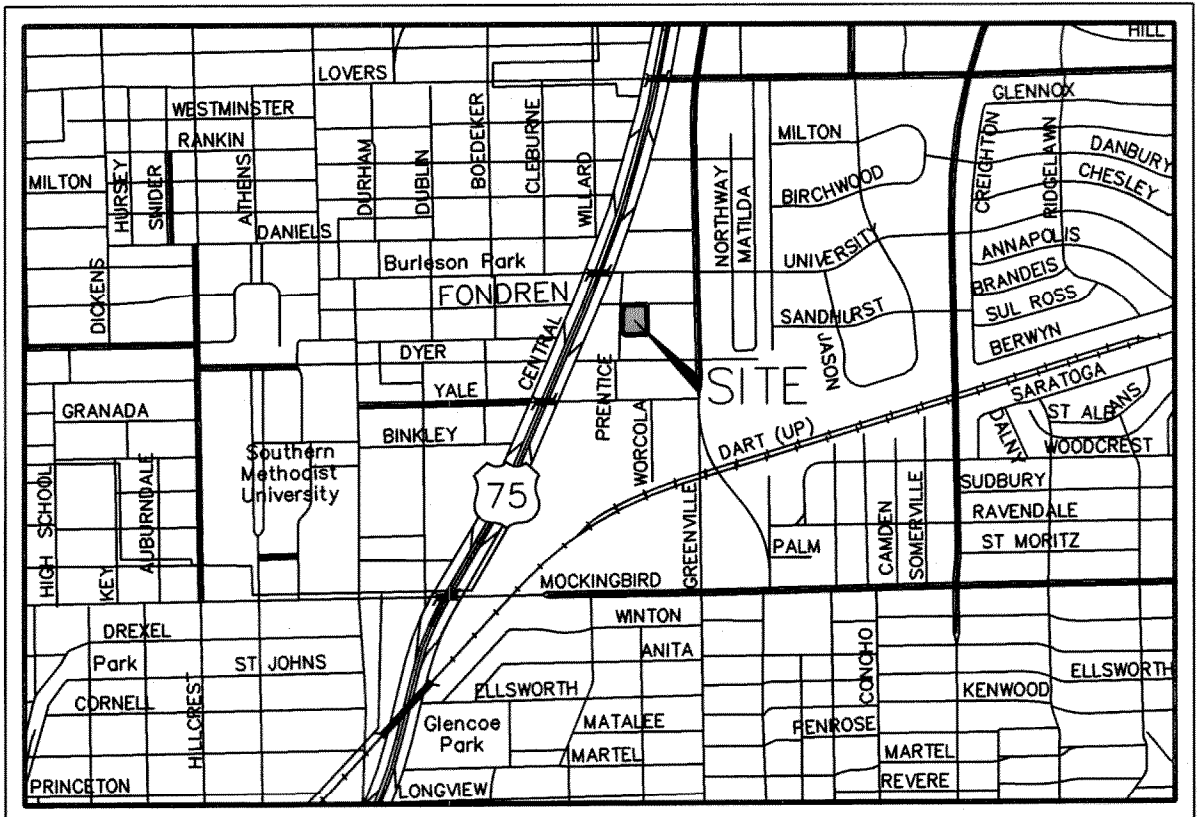 HILL
LOVERS
GLENNOX
WESTMINSTER
RANKIN
MILTON
DANBURY
CHESLEY
CREIGHTON
RIDGELAWN
MILTON
HURSEY
SNIDER
ATHENS
DURHAM
DUBLIN
BOEDEKER
CLEBURNE
WILLARD
BIRCHWOOD
NORTHWAY
MATILDA
DANIELS
UNIVERSITY
ANNAPOLIS
Burleson Park
BRANDEIS
DICKENS
FONDREN
SUL ROSS
SANDHURST
JASON
BERWYN
DYER
CENTRAL
PRENTICE
SITE
SARATOGA
YALE
GRANADA
ST ALBANS
DALNY
WOODCREST
BINKLEY
WORCOLA
DART (UP)
Southern
Methodist
University
75
HIGH SCHOOL
AUBURNDALE
KEY
GREENVILLE
SUDBURY
RAVENDALE
ST MORITZ
CAMDEN
SOMERVILLE
PALM
MOCKINGBIRD
WINTON
DREXEL
ANITA
Park
ST JOHNS
CONCHO
ELLSWORTH
ELLSWORTH
KENWOOD
CORNELL
HILLCREST
Glencoe
Park
MATALEE
PENROSE
MARTEL
MARTEL
PRINCETON
LONGVIEW
REVERE